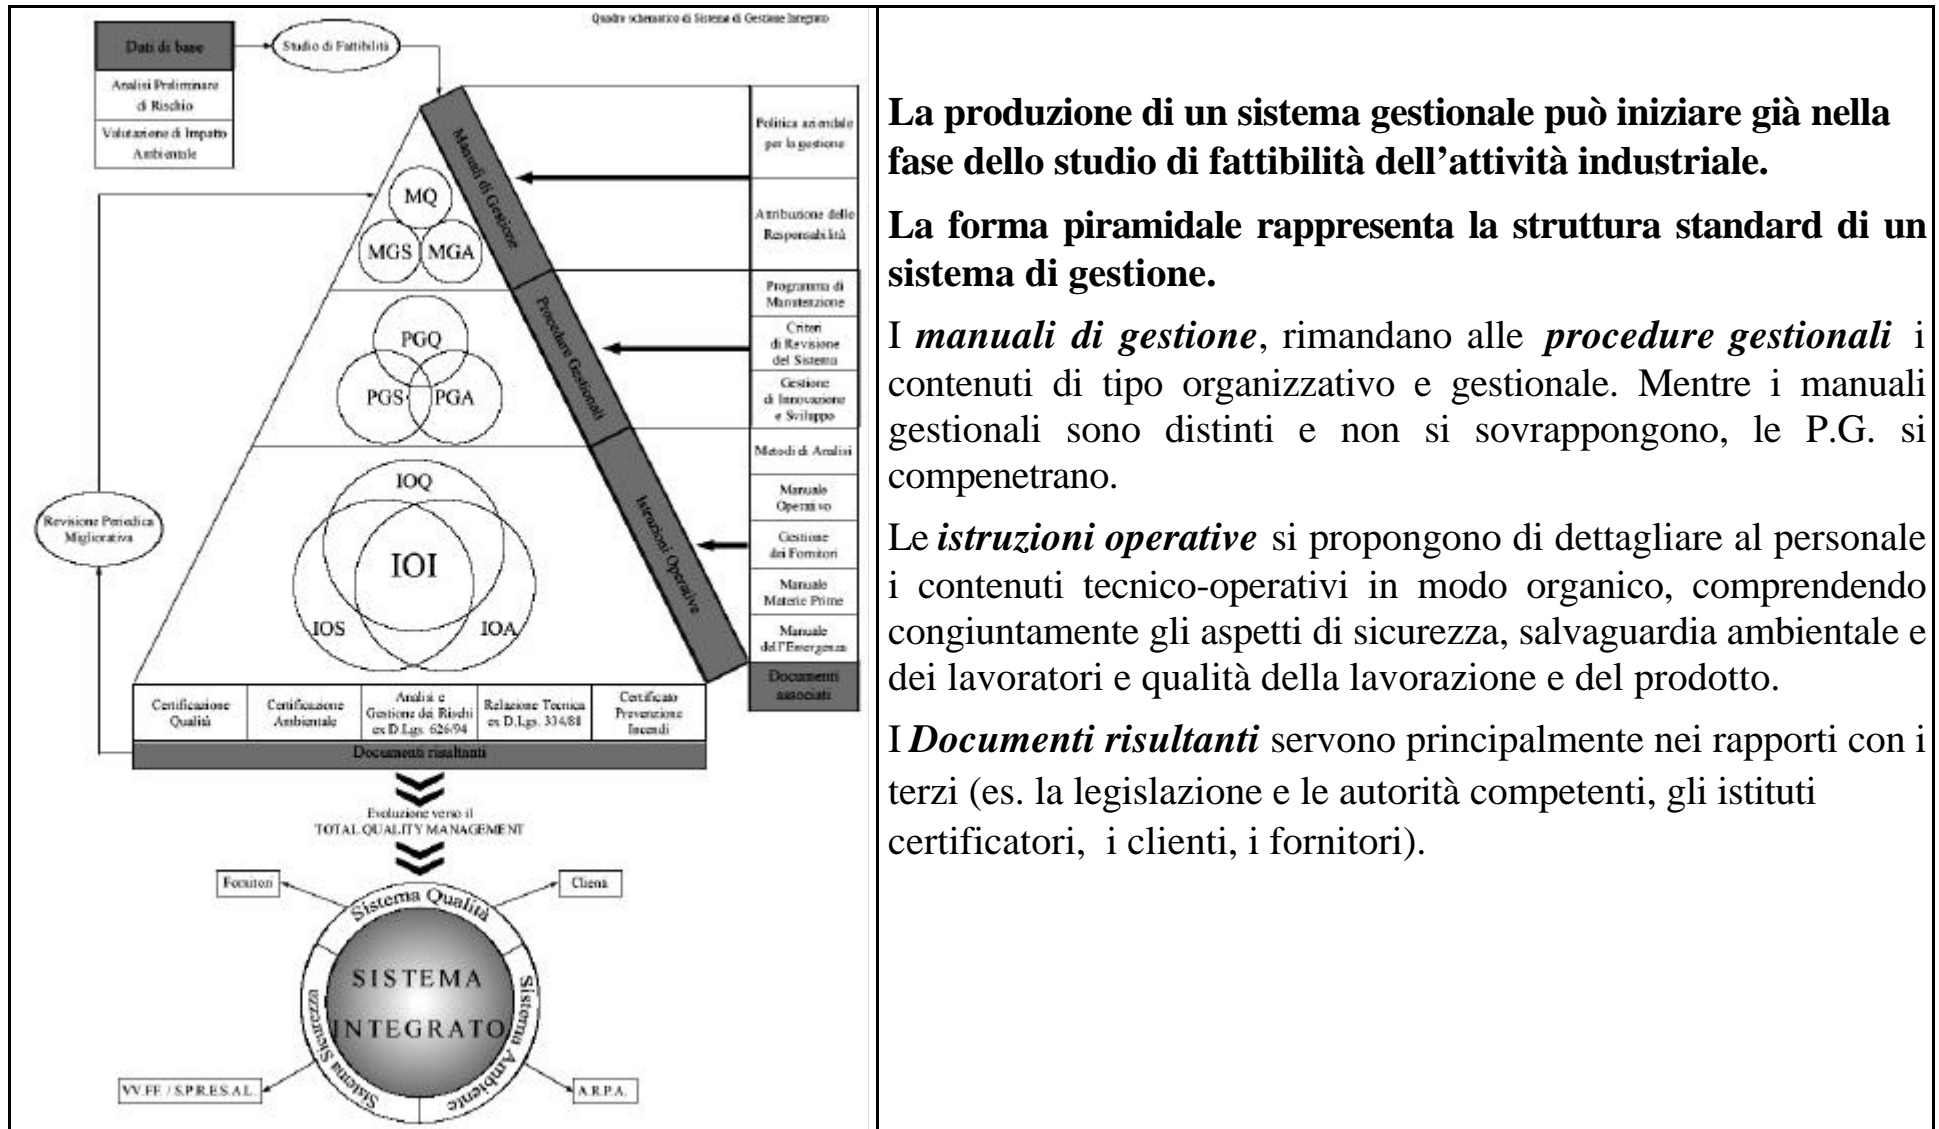 Quadro schematico di Sistema di Gestione Integrato
Dati di base
Studio di Fattibilità
Analisi Preliminare
di Rischio
Valutazione di Impatto
Ambientale
Manuali di Gestione
Procedure Gestionali
Istruzioni Operative
MQ
MGS
MGA
PGQ
PGS
PGA
IOQ
IOI
IOS
IOA
Revisione Periodica
Migliorativa
Politica aziendale
per la gestione
Attribuzione delle
Responsabilità
Programma di
Manutenzione
Criteri
di Revisione
del Sistema
Gestione
di Innovazione
e Sviluppo
Metodi di Analisi
Manuale
Operativo
Gestione
dei Fornitori
Manuale
Materie Prime
Manuale
dell'Emergenza
Documenti
associati
Certificazione
Qualità
Certificazione
Ambientale
Analisi e
Gestione dei Rischi
ex D.Lgs. 626/94
Relazione Tecnica
ex D.Lgs. 334/88
Certificato
Prevenzione
Incendi
Documenti risultanti
Evoluzione verso il
TOTAL QUALITY MANAGEMENT
Fornitori
Clienti
Sistema Qualità
Sistema Sicurezza
Sistema Ambiente
SISTEMA
INTEGRATO
VV.FF. / S.P.R.E.S.A.L.
A.R.P.A.
La produzione di un sistema gestionale può iniziare già nella
fase dello studio di fattibilità dell’attività industriale.
La forma piramidale rappresenta la struttura standard di un
sistema di gestione.
I manuali di gestione, rimandano alle procedure gestionali i
contenuti di tipo organizzativo e gestionale. Mentre i manuali
gestionali sono distinti e non si sovrappongono, le P.G. si
compenetrano.
Le istruzioni operative si propongono di dettagliare al personale
i contenuti tecnico-operativi in modo organico, comprendendo
congiuntamente gli aspetti di sicurezza, salvaguardia ambientale e
dei lavoratori e qualità della lavorazione e del prodotto.
I Documenti risultanti servono principalmente nei rapporti con i
terzi (es. la legislazione e le autorità competenti, gli istituti
certificatori, i clienti, i fornitori).